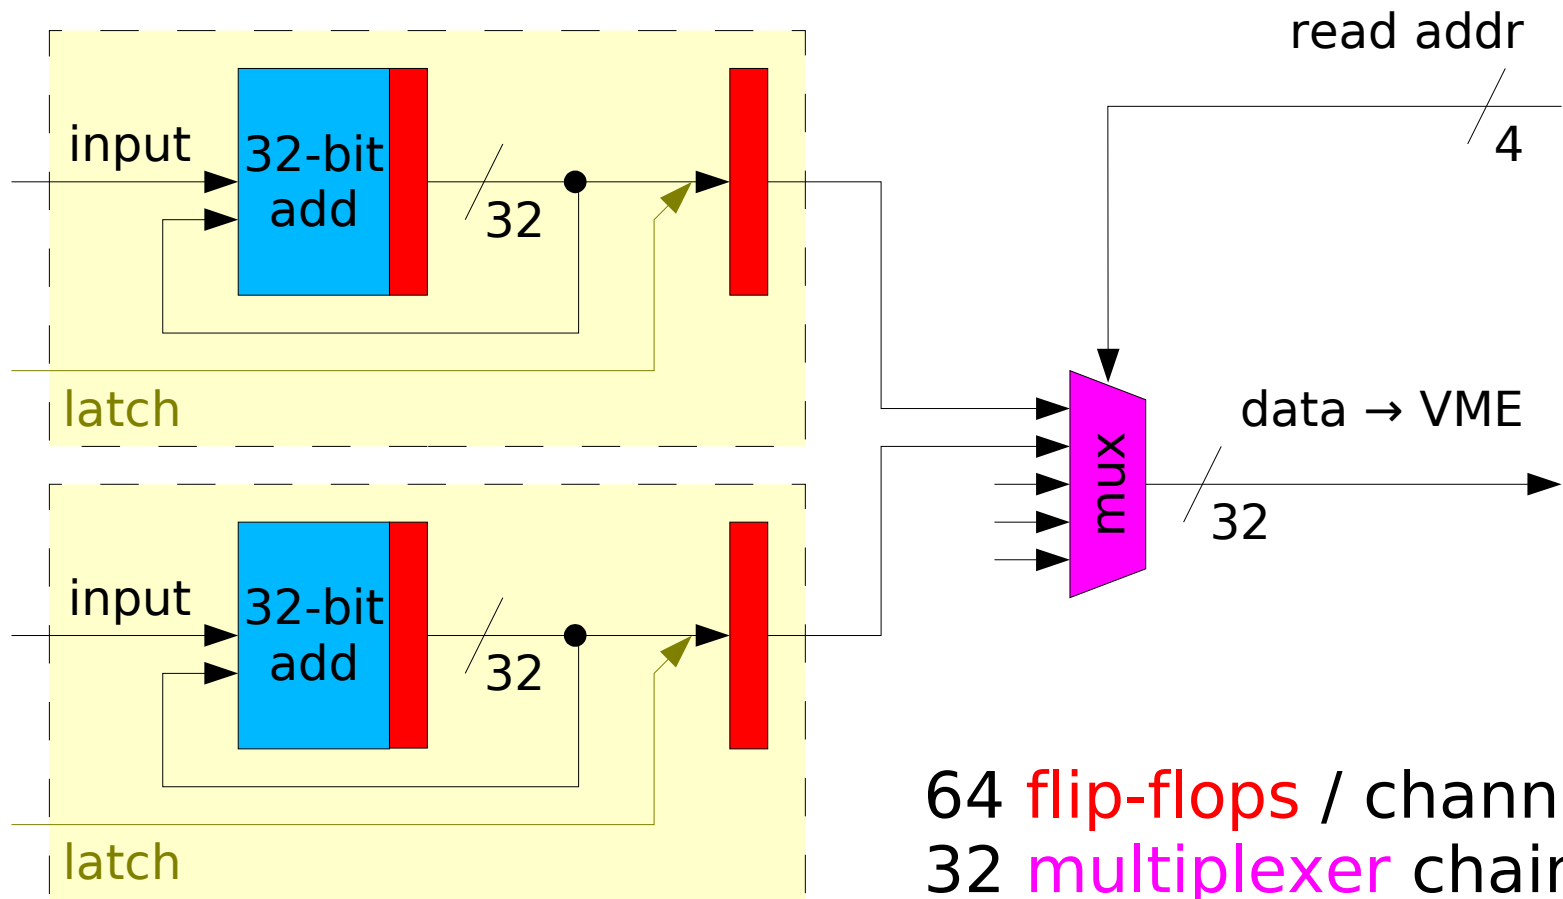 read addr
4
input
32-bit
add
32
latch
data → VME
mux
32
input
32-bit
add
32
latch
64 flip-flops / chann
32 multiplexer chain